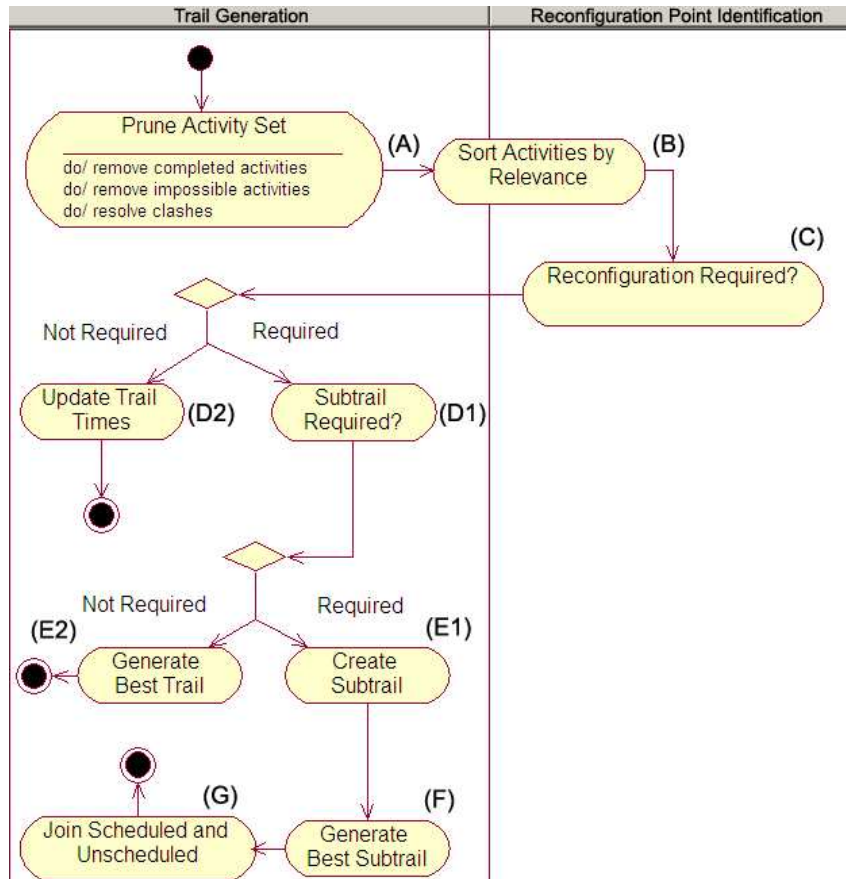 Trail Generation
Reconfiguration Point Identification
Prune Activity Set
do/ remove completed activities
do/ remove impossible activities
do/ resolve clashes
(A)
Sort Activities by
Relevance
(B)
(C)
Reconfiguration Required?
Not Required
Required
Update Trail
Times
(D2)
Subtrail
Required?
(D1)
Not Required
Required
(E2)
(E1)
Generate
Best Trail
Create
Subtrail
(G)
(F)
Join Scheduled and
Unscheduled
Generate
Best Subtrail